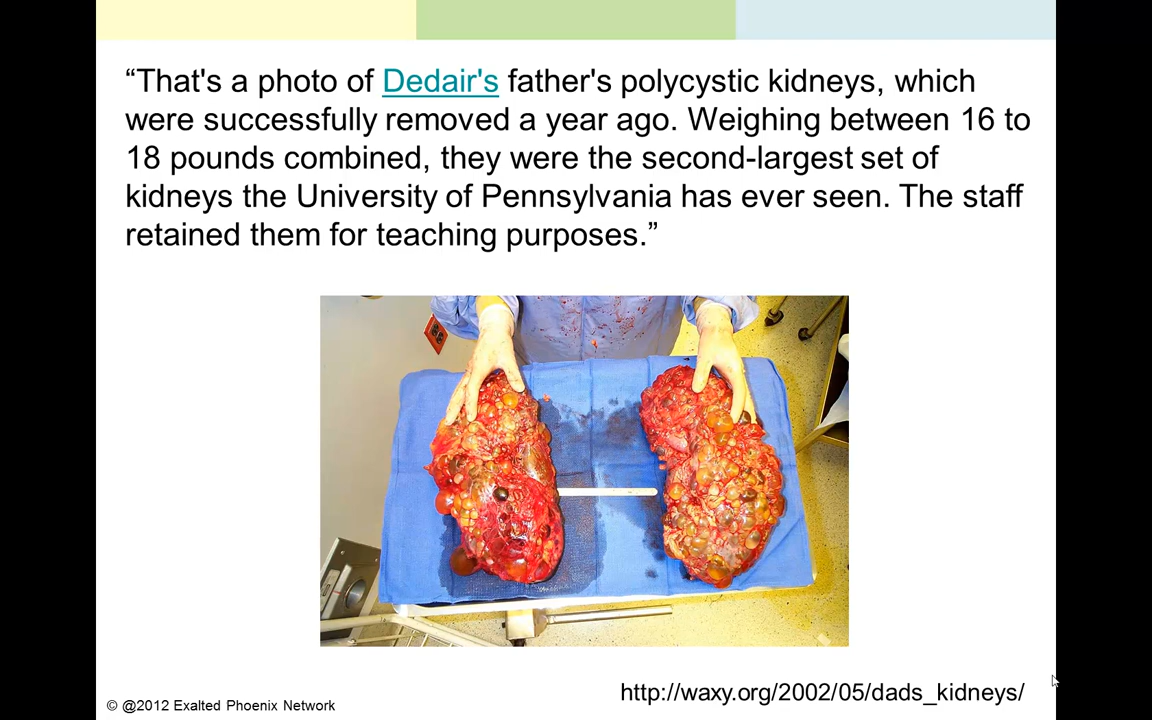 “That's a photo of Dedair's father's polycystic kidneys, which
were successfully removed a year ago. Weighing between 16 to
18 pounds combined, they were the second-largest set of
kidneys the University of Pennsylvania has ever seen. The staff
retained them for teaching purposes.”
http://waxy.org/2002/05/dads_kidneys/
© @2012 Exalted Phoenix Network